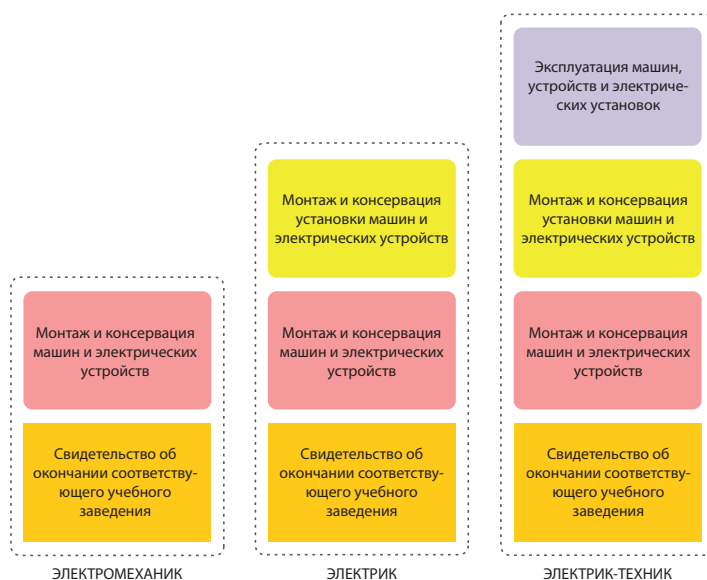 Эксплуатация машин,
устройств и электриче-
ских установок
Монтаж и консервация
установки машин и
электрических устройств
Монтаж и консервация
установки машин и
электрических устройств
Монтаж и консервация
машин и электрических
устройств
Монтаж и консервация
машин и электрических
устройств
Монтаж и консервация
машин и электрических
устройств
Свидетельство об
окончании соответству-
ющего учебного
заведения
Свидетельство об
окончании соответству-
ющего учебного
заведения
Свидетельство об
окончании соответству-
ющего учебного
заведения
ЭЛЕКТРОМЕХАНИК
ЭЛЕКТРИК
ЭЛЕКТРИК-ТЕХНИК